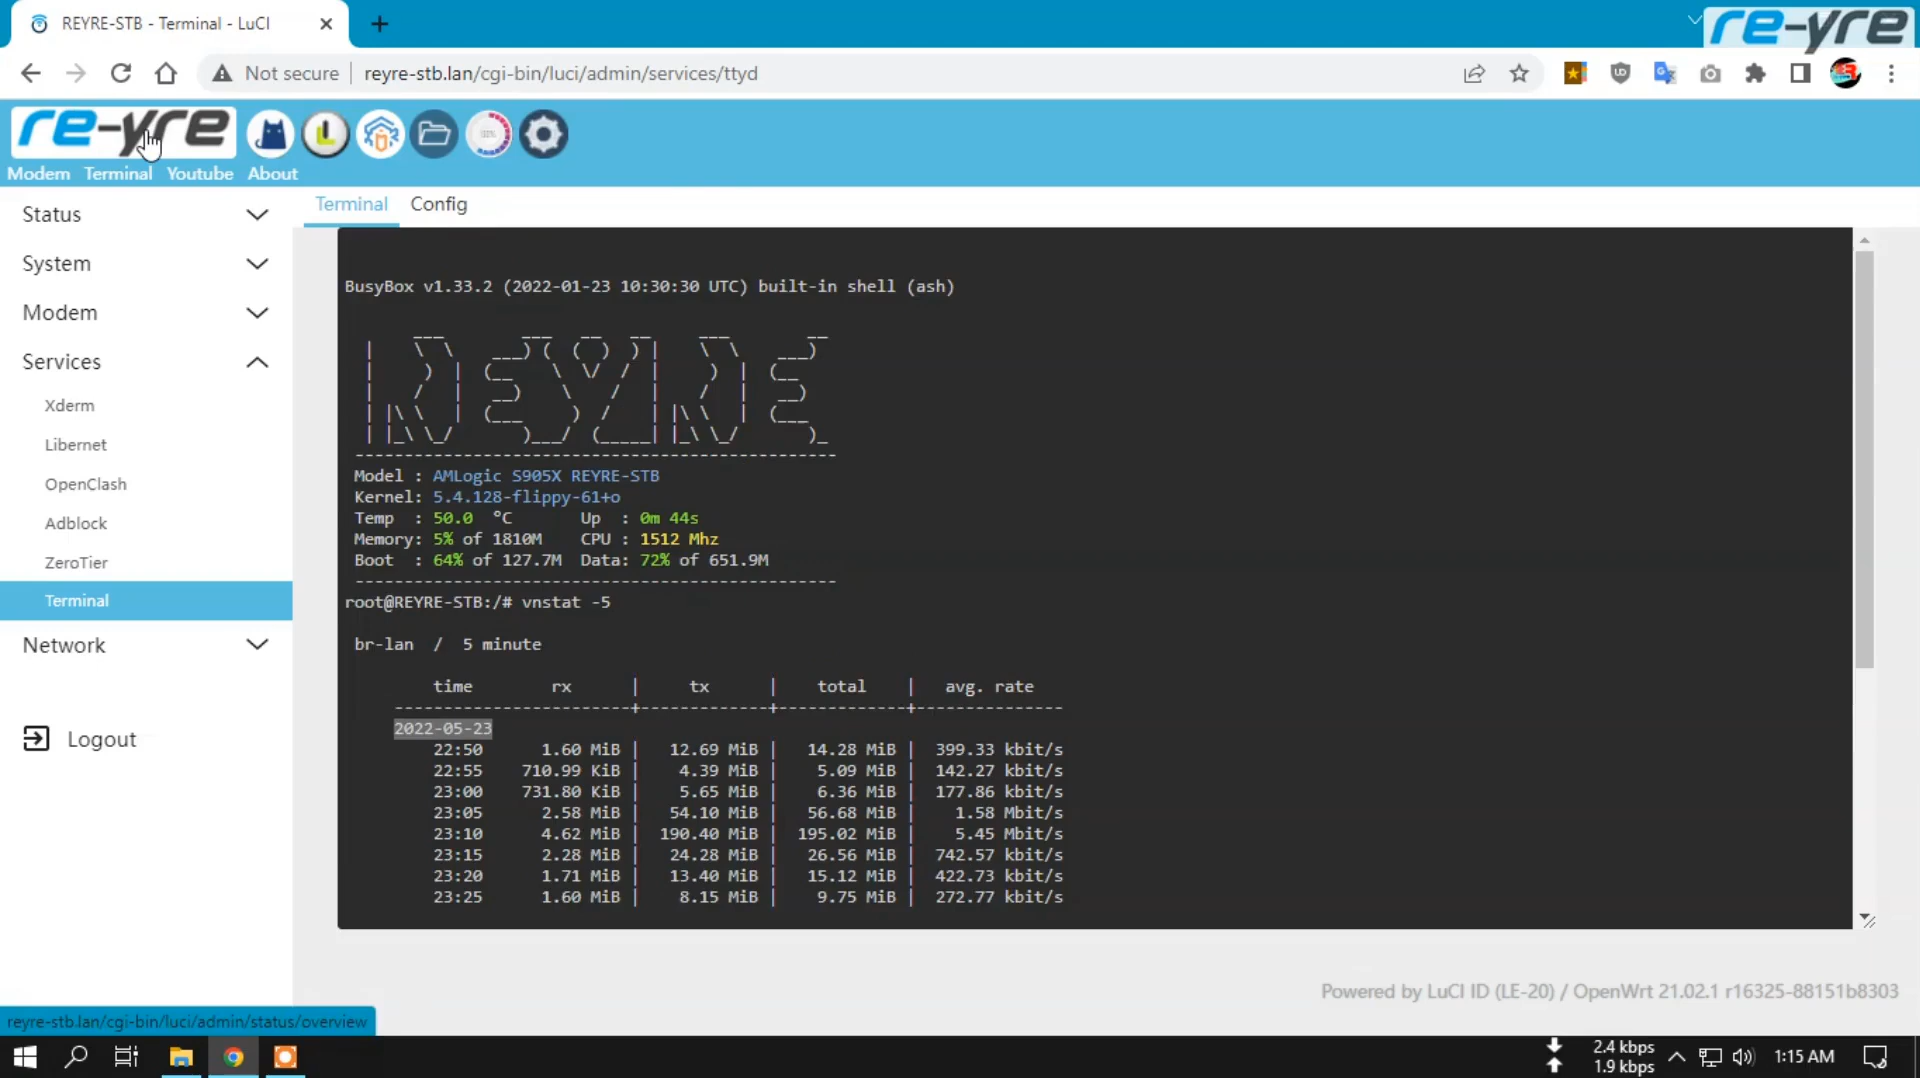 REYRE-STB - Terminal - LuCI
re-yre
Not secure
reyre-stb.lan/cgi-bin/luci/admin/services/ttyd
re-yre
Modem Terminal Youtube About
Status
System
Modem
Services
Xderm
Libernet
OpenClash
Adblock
ZeroTier
Terminal
Network
Logout
Terminal Config
BusyBox v1.33.2 (2022-01-23 10:30:30 UTC) built-in shell (ash)
REYRE
Model : AMLogic S905X REYRE-STB
Kernel: 5.4.128-flippy-61+o
Temp : 50.0 °C Up : 0m 44s
Memory: 5% of 1810M CPU : 1512 Mhz
Boot : 64% of 127.7M Data: 72% of 651.9M
root@REYRE-STB:/# vnstat -5
br-lan / 5 minute
time rx | tx | total | avg. rate
2022-05-23
22:50 1.60 MiB | 12.69 MiB | 14.28 MiB | 399.33 kbit/s
22:55 710.99 KiB | 4.39 MiB | 5.09 MiB | 142.27 kbit/s
23:00 731.80 KiB | 5.65 MiB | 6.36 MiB | 177.86 kbit/s
23:05 2.58 MiB | 54.10 MiB | 56.68 MiB | 1.58 Mbit/s
23:10 4.62 MiB | 190.40 MiB | 195.02 MiB | 5.45 Mbit/s
23:15 2.28 MiB | 24.28 MiB | 26.56 MiB | 742.57 kbit/s
23:20 1.71 MiB | 13.40 MiB | 15.12 MiB | 422.73 kbit/s
23:25 1.60 MiB | 8.15 MiB | 9.75 MiB | 272.77 kbit/s
Powered by LuCI ID (LE-20) / OpenWrt 21.02.1 r16325-88151b8303
reyre-stb.lan/cgi-bin/luci/admin/status/overview
2.4 kbps
1.9 kbps
1:15 AM